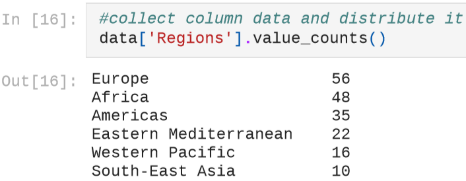 In [16]: #collect column data and distribute it
data['Regions'].value_counts()
Out[16]: Europe 56
Africa 48
Americas 35
Eastern Mediterranean 22
Western Pacific 16
South-East Asia 10